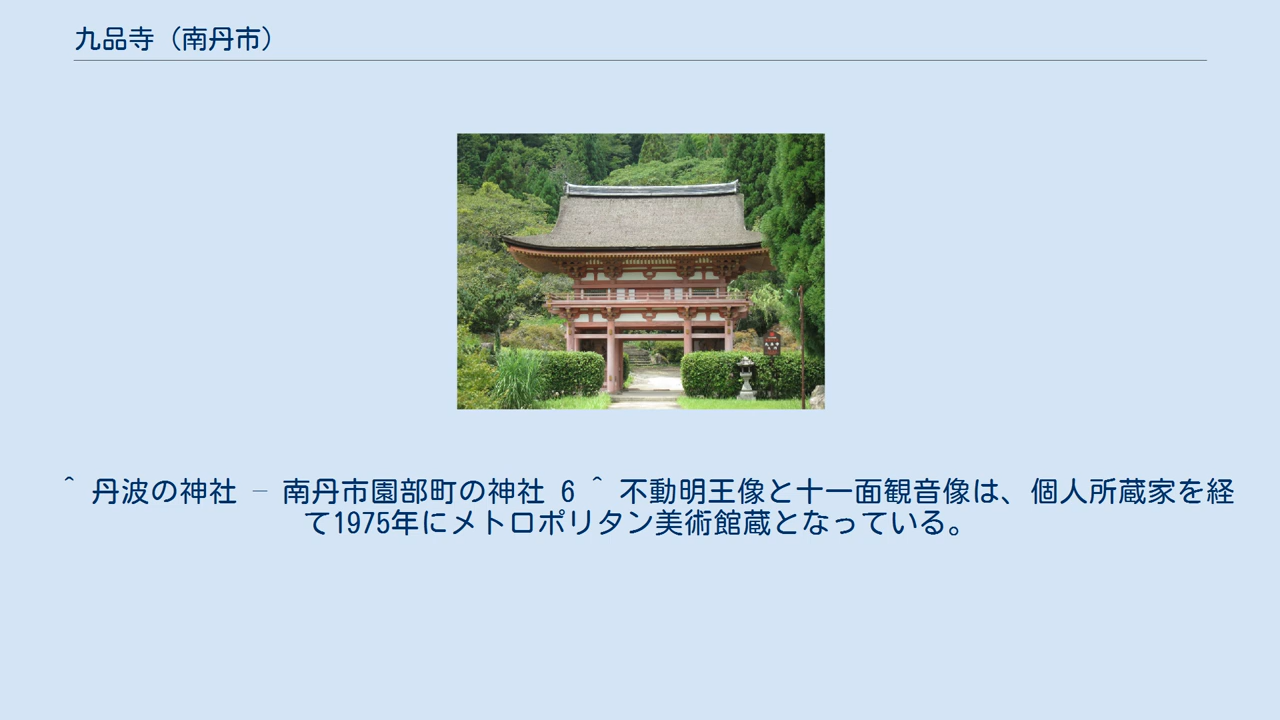 九品寺（南丹市）
^ 丹波の神社 – 南丹市園部町の神社 6 ^ 不動明王像と十一面観音像は、個人所蔵家を経
て1975年にメトロポリタン美術館蔵となっている。